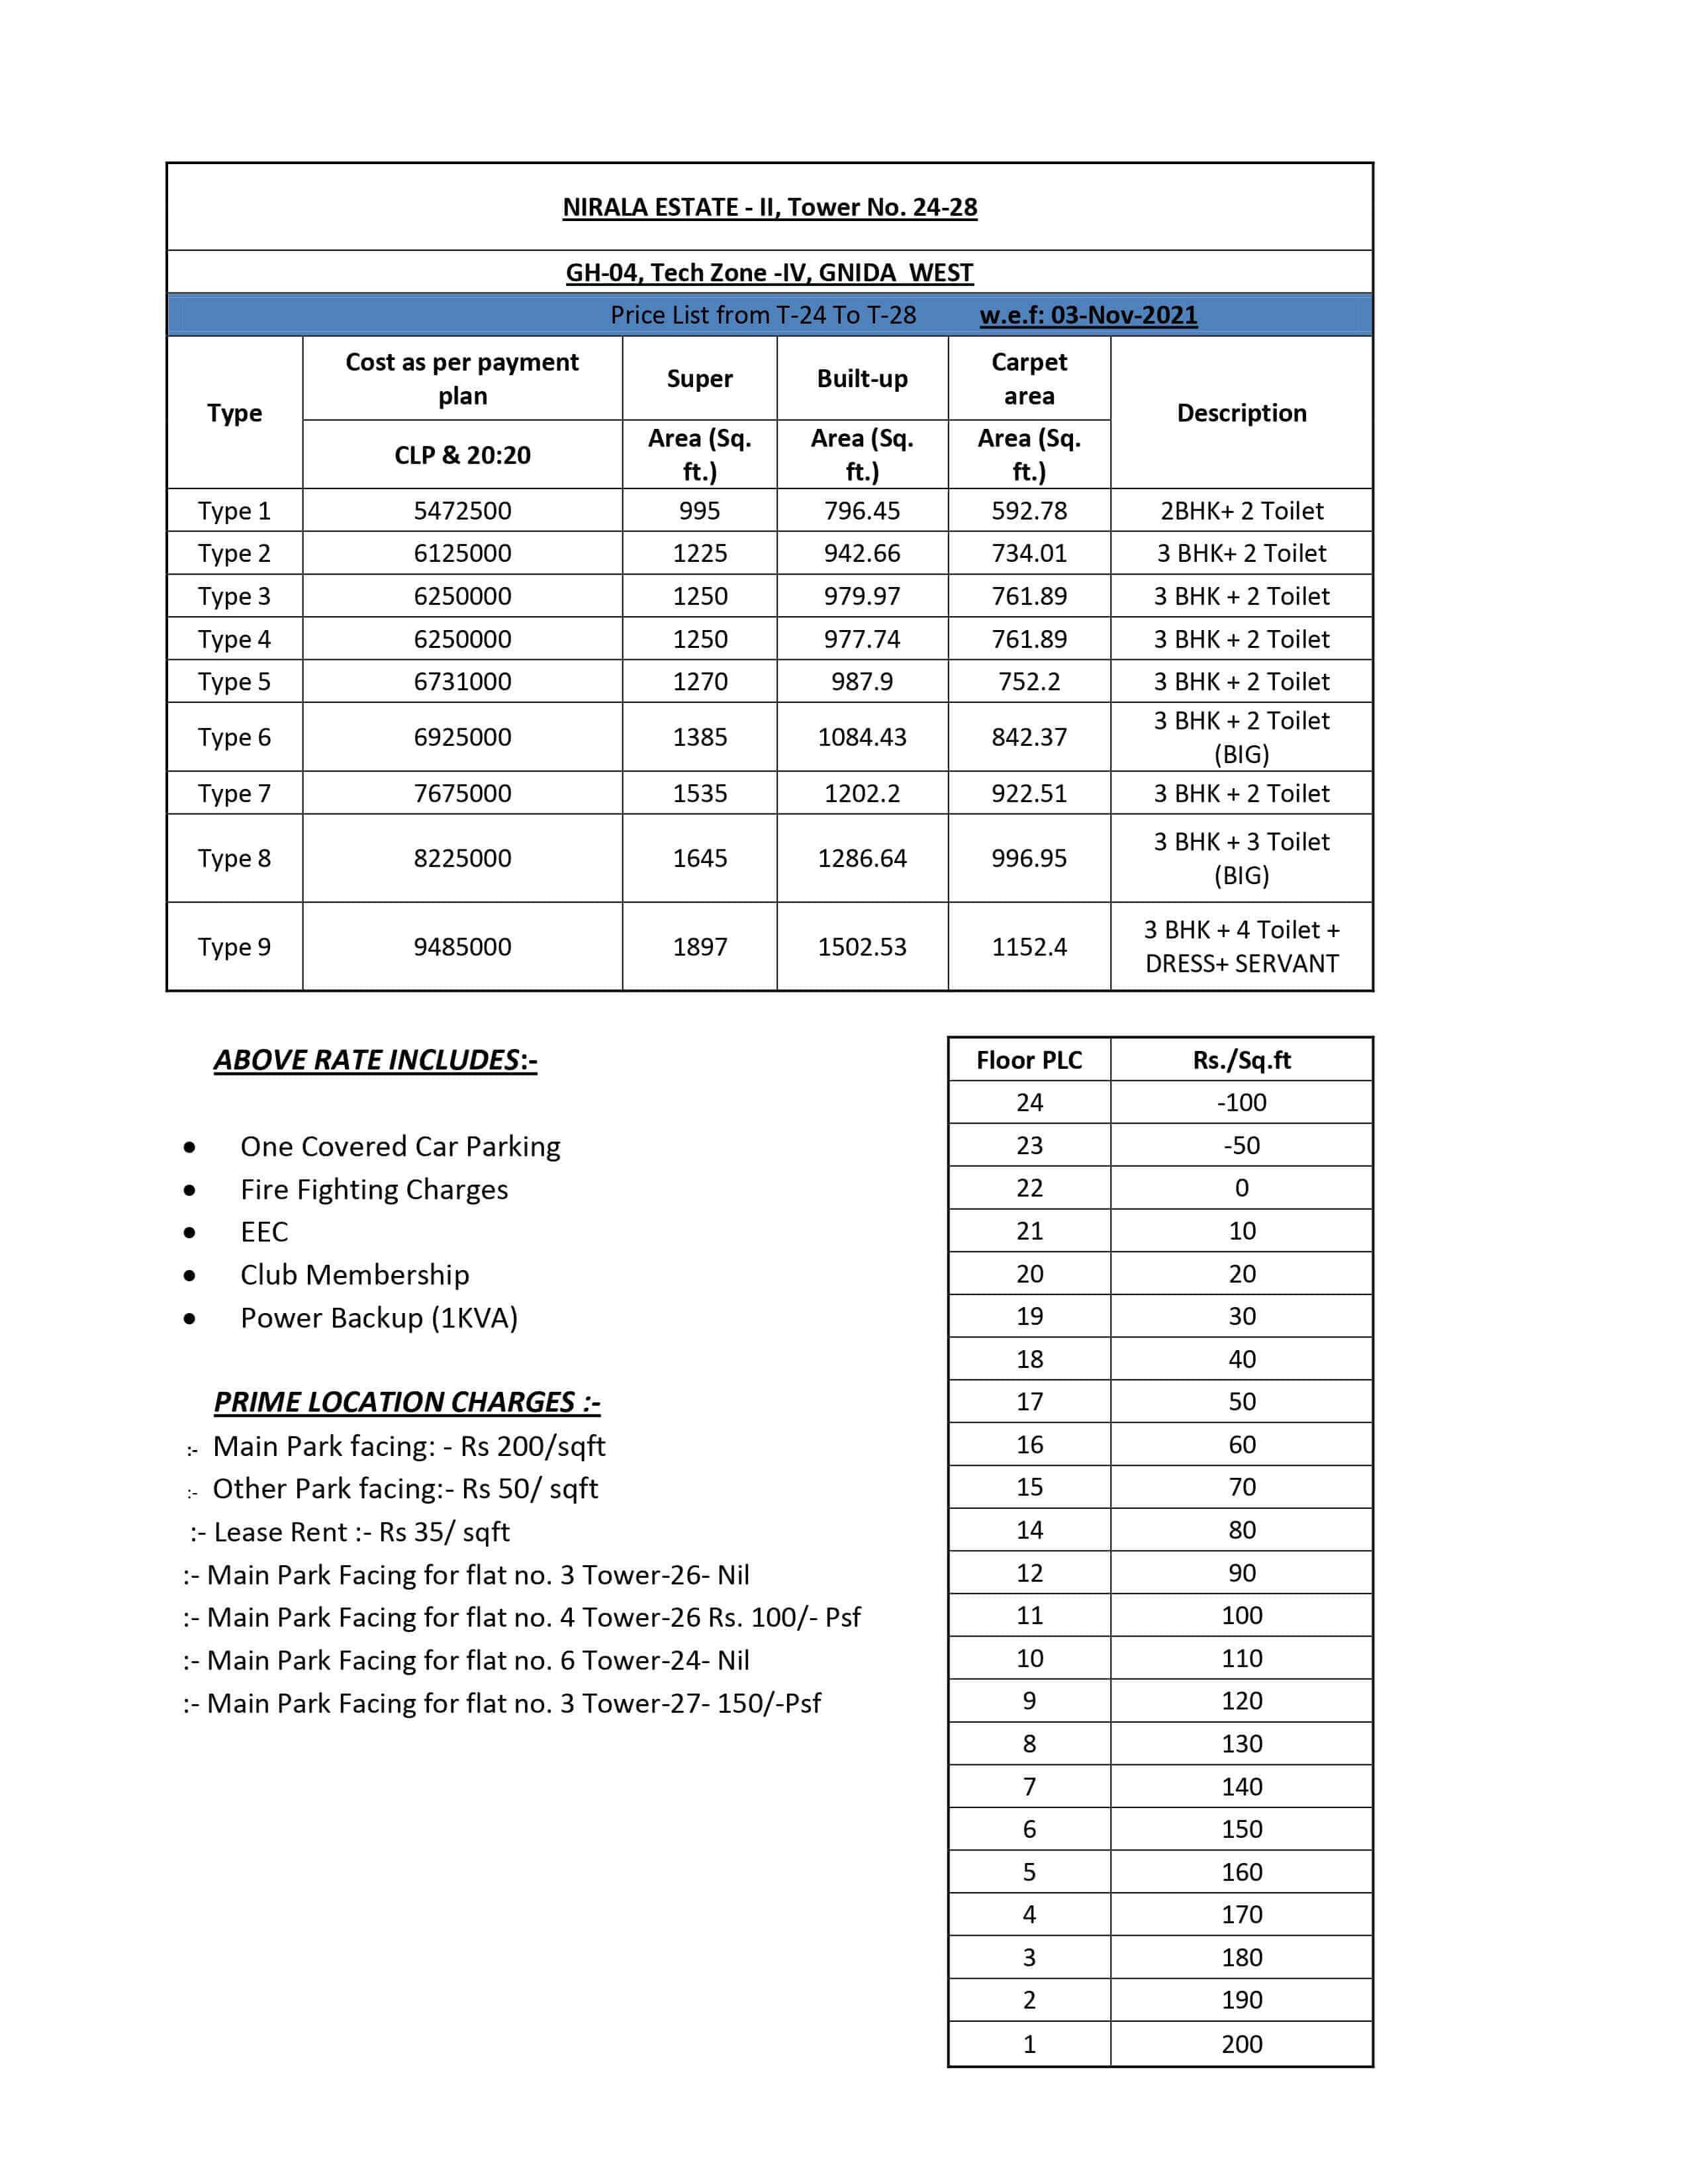 NIRALA ESTATE - II, Tower No. 24-28
GH-04, Tech Zone -IV, GNIDA  WEST
Price List from T-24 To T-28 w.e.f: 03-Nov-2021
Type
Cost as per payment
plan
CLP & 20:20
Super
Area (Sq.
ft.)
Built-up
Area (Sq.
ft.)
Carpet
area
Area (Sq.
ft.)
Description
Type 1 5472500 995 796.45 592.78 2BHK+ 2 Toilet
Type 2 6125000 1225 942.66 734.01 3 BHK+ 2 Toilet
Type 3 6250000 1250 979.97 761.89 3 BHK + 2 Toilet
Type 4 6250000 1250 977.74 761.89 3 BHK + 2 Toilet
Type 5 6731000 1270 987.9 752.2 3 BHK + 2 Toilet
Type 6 6925000 1385 1084.43 842.37 3 BHK + 2 Toilet
(BIG)
Type 7 7675000 1535 1202.2 922.51 3 BHK + 2 Toilet
Type 8 8225000 1645 1286.64 996.95 3 BHK + 3 Toilet
(BIG)
Type 9 9485000 1897 1502.53 1152.4 3 BHK + 4 Toilet +
DRESS+ SERVANT
ABOVE RATE INCLUDES:-
• One Covered Car Parking
• Fire Fighting Charges
• EEC
• Club Membership
• Power Backup (1KVA)
PRIME LOCATION CHARGES :-
:- Main Park facing: - Rs 200/sqft
:- Other Park facing:- Rs 50/ sqft
:- Lease Rent :- Rs 35/ sqft
:- Main Park Facing for flat no. 3 Tower-26- Nil
:- Main Park Facing for flat no. 4 Tower-26 Rs. 100/- Psf
:- Main Park Facing for flat no. 6 Tower-24- Nil
:- Main Park Facing for flat no. 3 Tower-27- 150/-Psf
Floor PLC Rs./Sq.ft
24 -100
23 -50
22 0
21 10
20 20
19 30
18 40
17 50
16 60
15 70
14 80
12 90
11 100
10 110
9 120
8 130
7 140
6 150
5 160
4 170
3 180
2 190
1 200